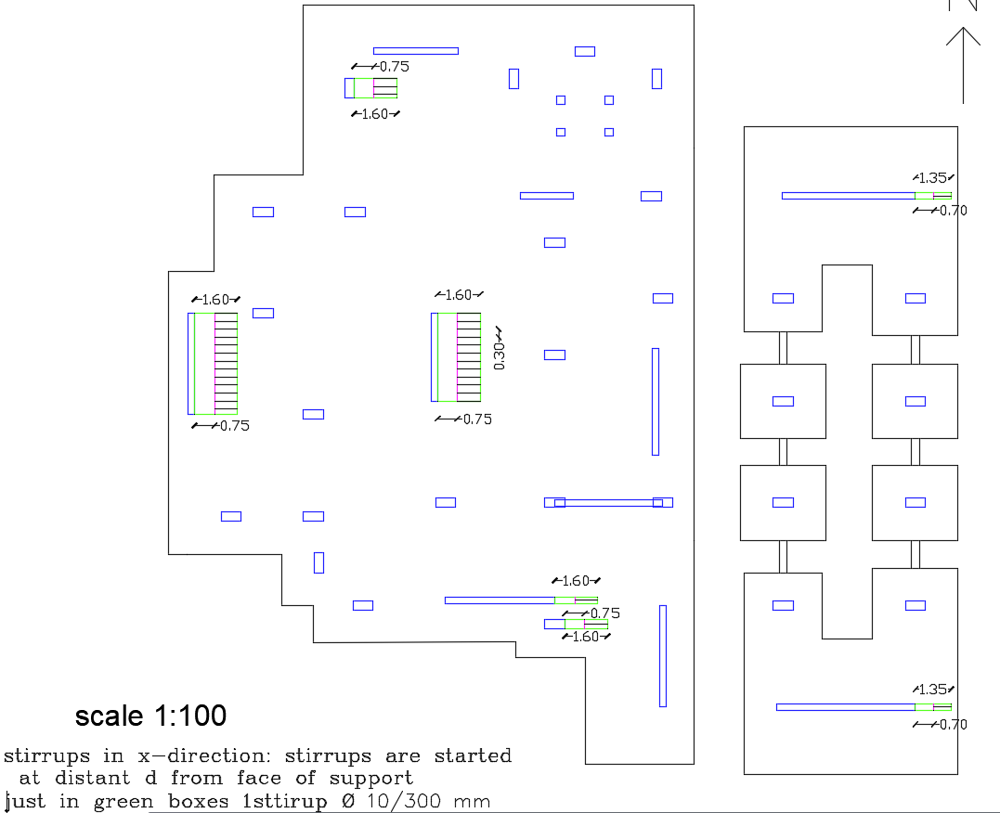 N
0.75
1.60
1.35
0.70
1.60
1.60
0.30
0.75
0.75
1.60
0.75
1.60
1.35
0.70
scale 1:100
stirrups in x-direction: stirrups are started
at distant d from face of support
just in green boxes 1sttirup Ø 10/300 mm